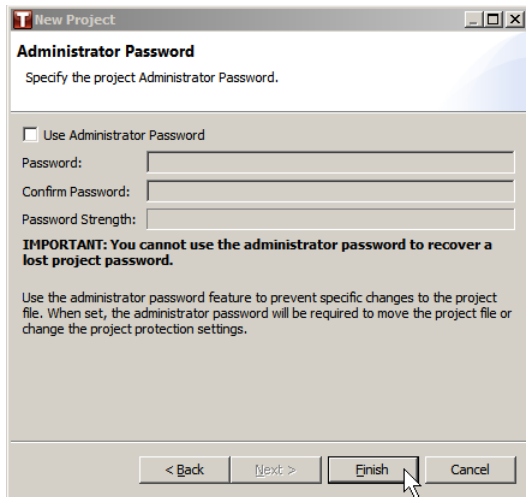 New Project
Administrator Password
Specify the project Administrator Password.
Use Administrator Password
Password:
Confirm Password:
Password Strength:
IMPORTANT: You cannot use the administrator password to recover a
lost project password.
Use the administrator password feature to prevent specific changes to the project
file. When set, the administrator password will be required to move the project file or
change the project protection settings.
< Back Next > Finish Cancel